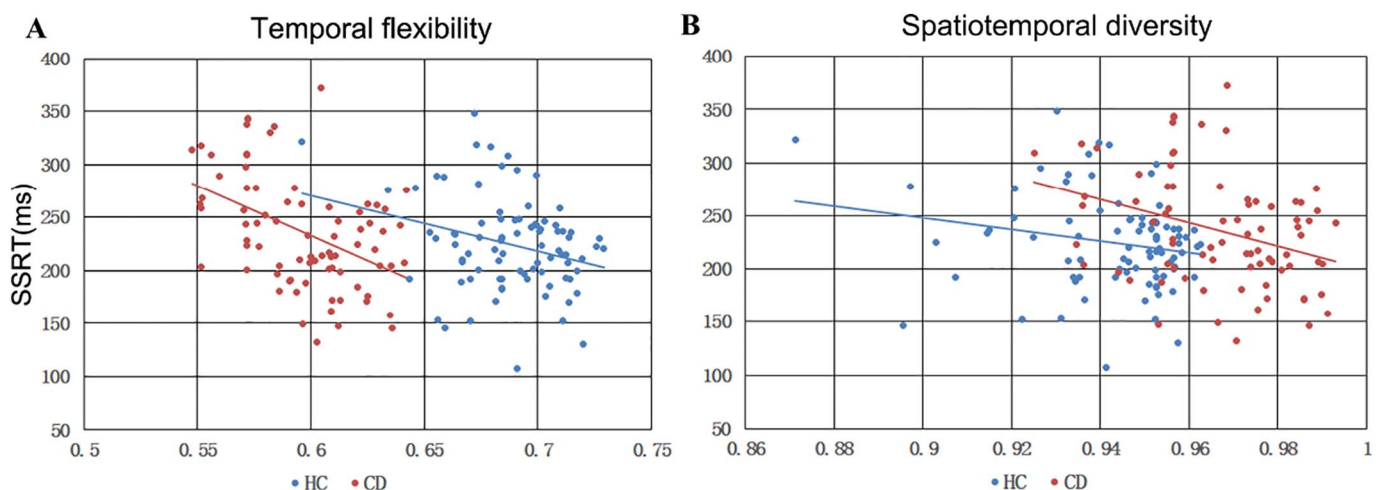 A Temporal flexibility
B Spatiotemporal diversity
SSRT(ms)
400
350
300
250
200
150
100
50
0.5 0.55 0.6 0.65 0.7 0.75
HC CD
400
350
300
250
200
150
100
50
0.86 0.88 0.9 0.92 0.94 0.96 0.98 1
HC CD